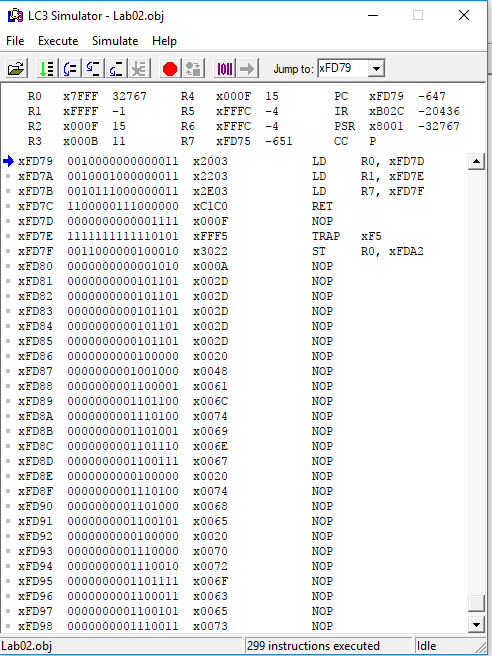 LC3 Simulator - Lab02.obj
File Execute Simulate Help
Jump to: xFD79
R0 x7FFF 32767 R4 x000F 15 PC xFD79 -647
R1 xFFFF -1 R5 xFFFC -4 IR xB02C -20436
R2 x000F 15 R6 xFFFC -4 PSR x8001 -32767
R3 x000B 11 R7 xFD75 -651 CC P
xFD79 0010000000000011 x2003 LD R0, xFD7D
xFD7A 0010001000000011 x2203 LD R1, xFD7E
xFD7B 0010111000000011 x2E03 LD R7, xFD7F
xFD7C 1100000111000000 xC1C0 RET
xFD7D 0000000000001111 x000F NOP
xFD7E 1111111111110101 xFFF5 TRAP xF5
xFD7F 0011000000100010 x3022 ST R0, xFDA2
xFD80 0000000000001010 x000A NOP
xFD81 0000000000101101 x002D NOP
xFD82 0000000000101101 x002D NOP
xFD83 0000000000101101 x002D NOP
xFD84 0000000000101101 x002D NOP
xFD85 0000000000101101 x002D NOP
xFD86 0000000000100000 x0020 NOP
xFD87 0000000001001000 x0048 NOP
xFD88 0000000001100001 x0061 NOP
xFD89 0000000001101100 x006C NOP
xFD8A 0000000001110100 x0074 NOP
xFD8B 0000000001101001 x0069 NOP
xFD8C 0000000001101110 x006E NOP
xFD8D 0000000001100111 x0067 NOP
xFD8E 0000000000100000 x0020 NOP
xFD8F 0000000001110100 x0074 NOP
xFD90 0000000001101000 x0068 NOP
xFD91 0000000001100101 x0065 NOP
xFD92 0000000000100000 x0020 NOP
xFD93 0000000001110000 x0070 NOP
xFD94 0000000001110010 x0072 NOP
xFD95 0000000001101111 x006F NOP
xFD96 0000000001100011 x0063 NOP
xFD97 0000000001100101 x0065 NOP
xFD98 0000000001110011 x0073 NOP
Lab02.obj 299 instructions executed Idle